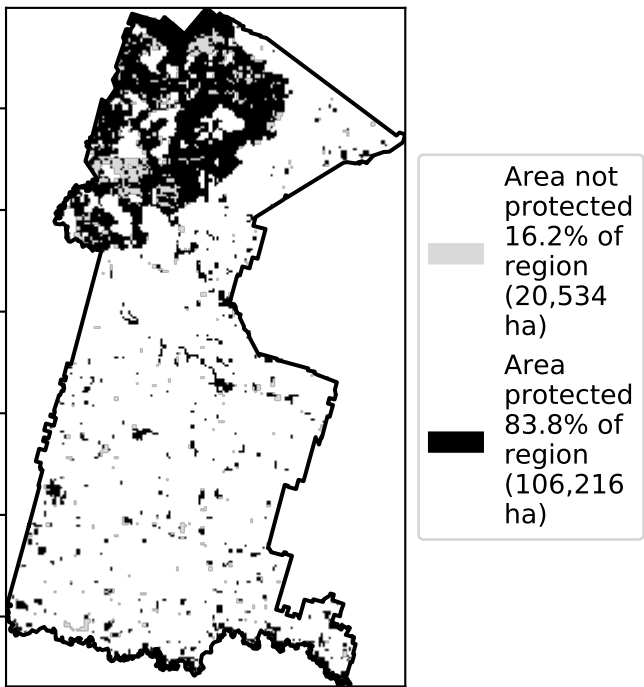 Area not
protected
16.2% of
region
(20,534
ha)
Area
protected
83.8% of
region
(106,216
ha)